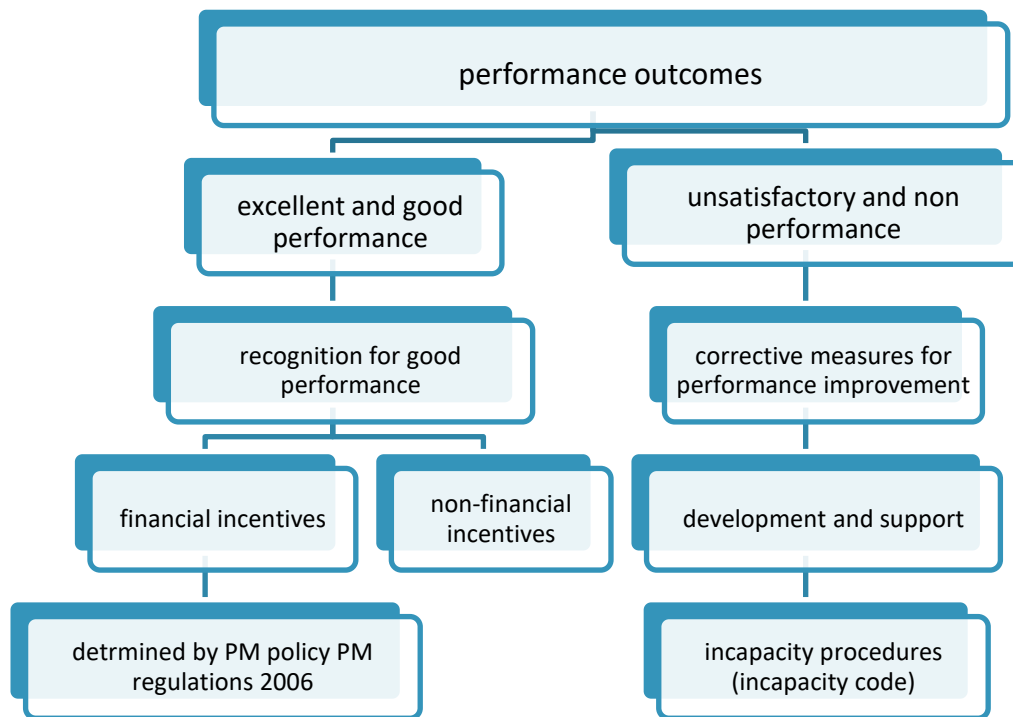 performance outcomes
excellent and good
performance
unsatisfactory and non
performance
recognition for good
performance
corrective measures for
performance improvement
financial incentives
non-financial
incentives
development and support
detrmined by PM policy PM
regulations 2006
incapacity procedures
(incapacity code)